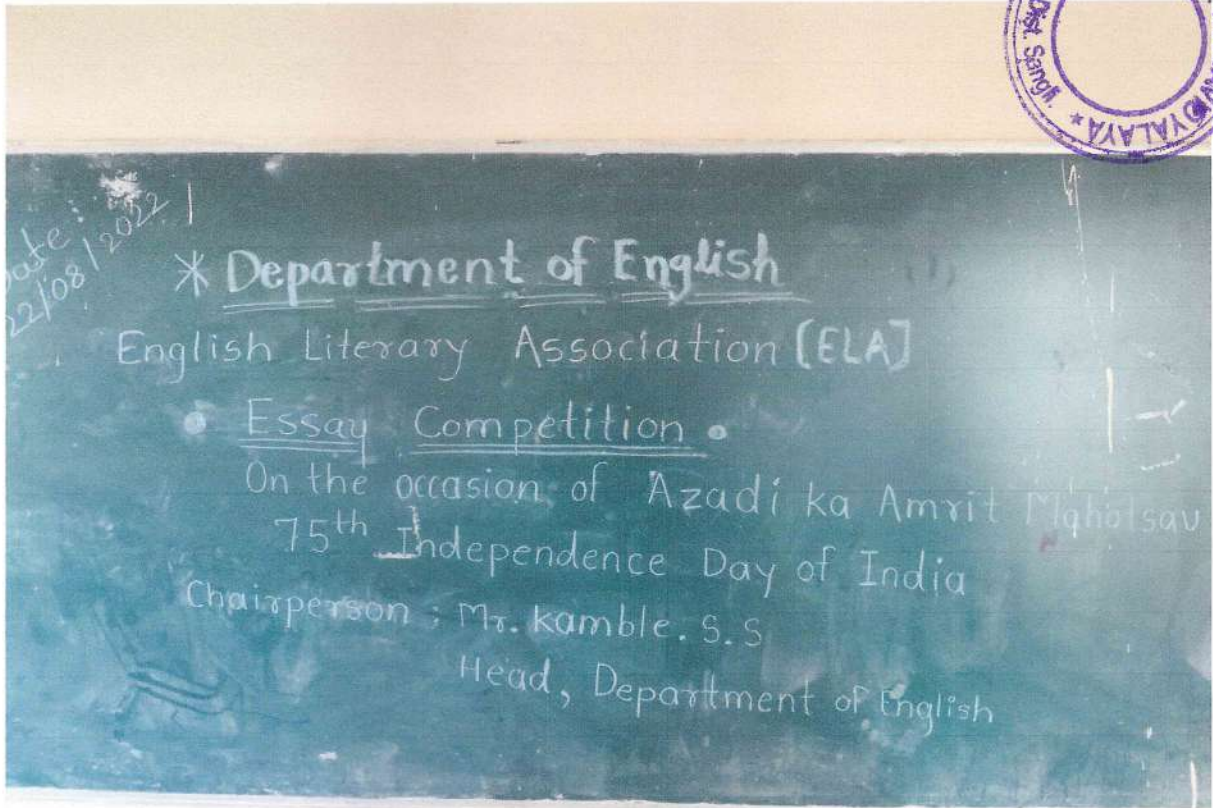 Dist. Sangli.
Date :
22/08/2022
* Department of English
English Literary Association [ELA]
• Essay Competition •
On the occasion of Azadi ka Amrit Mahotsav
75th Independence Day of India
Chairperson : Mr. kamble. S.S
Head, Department of English